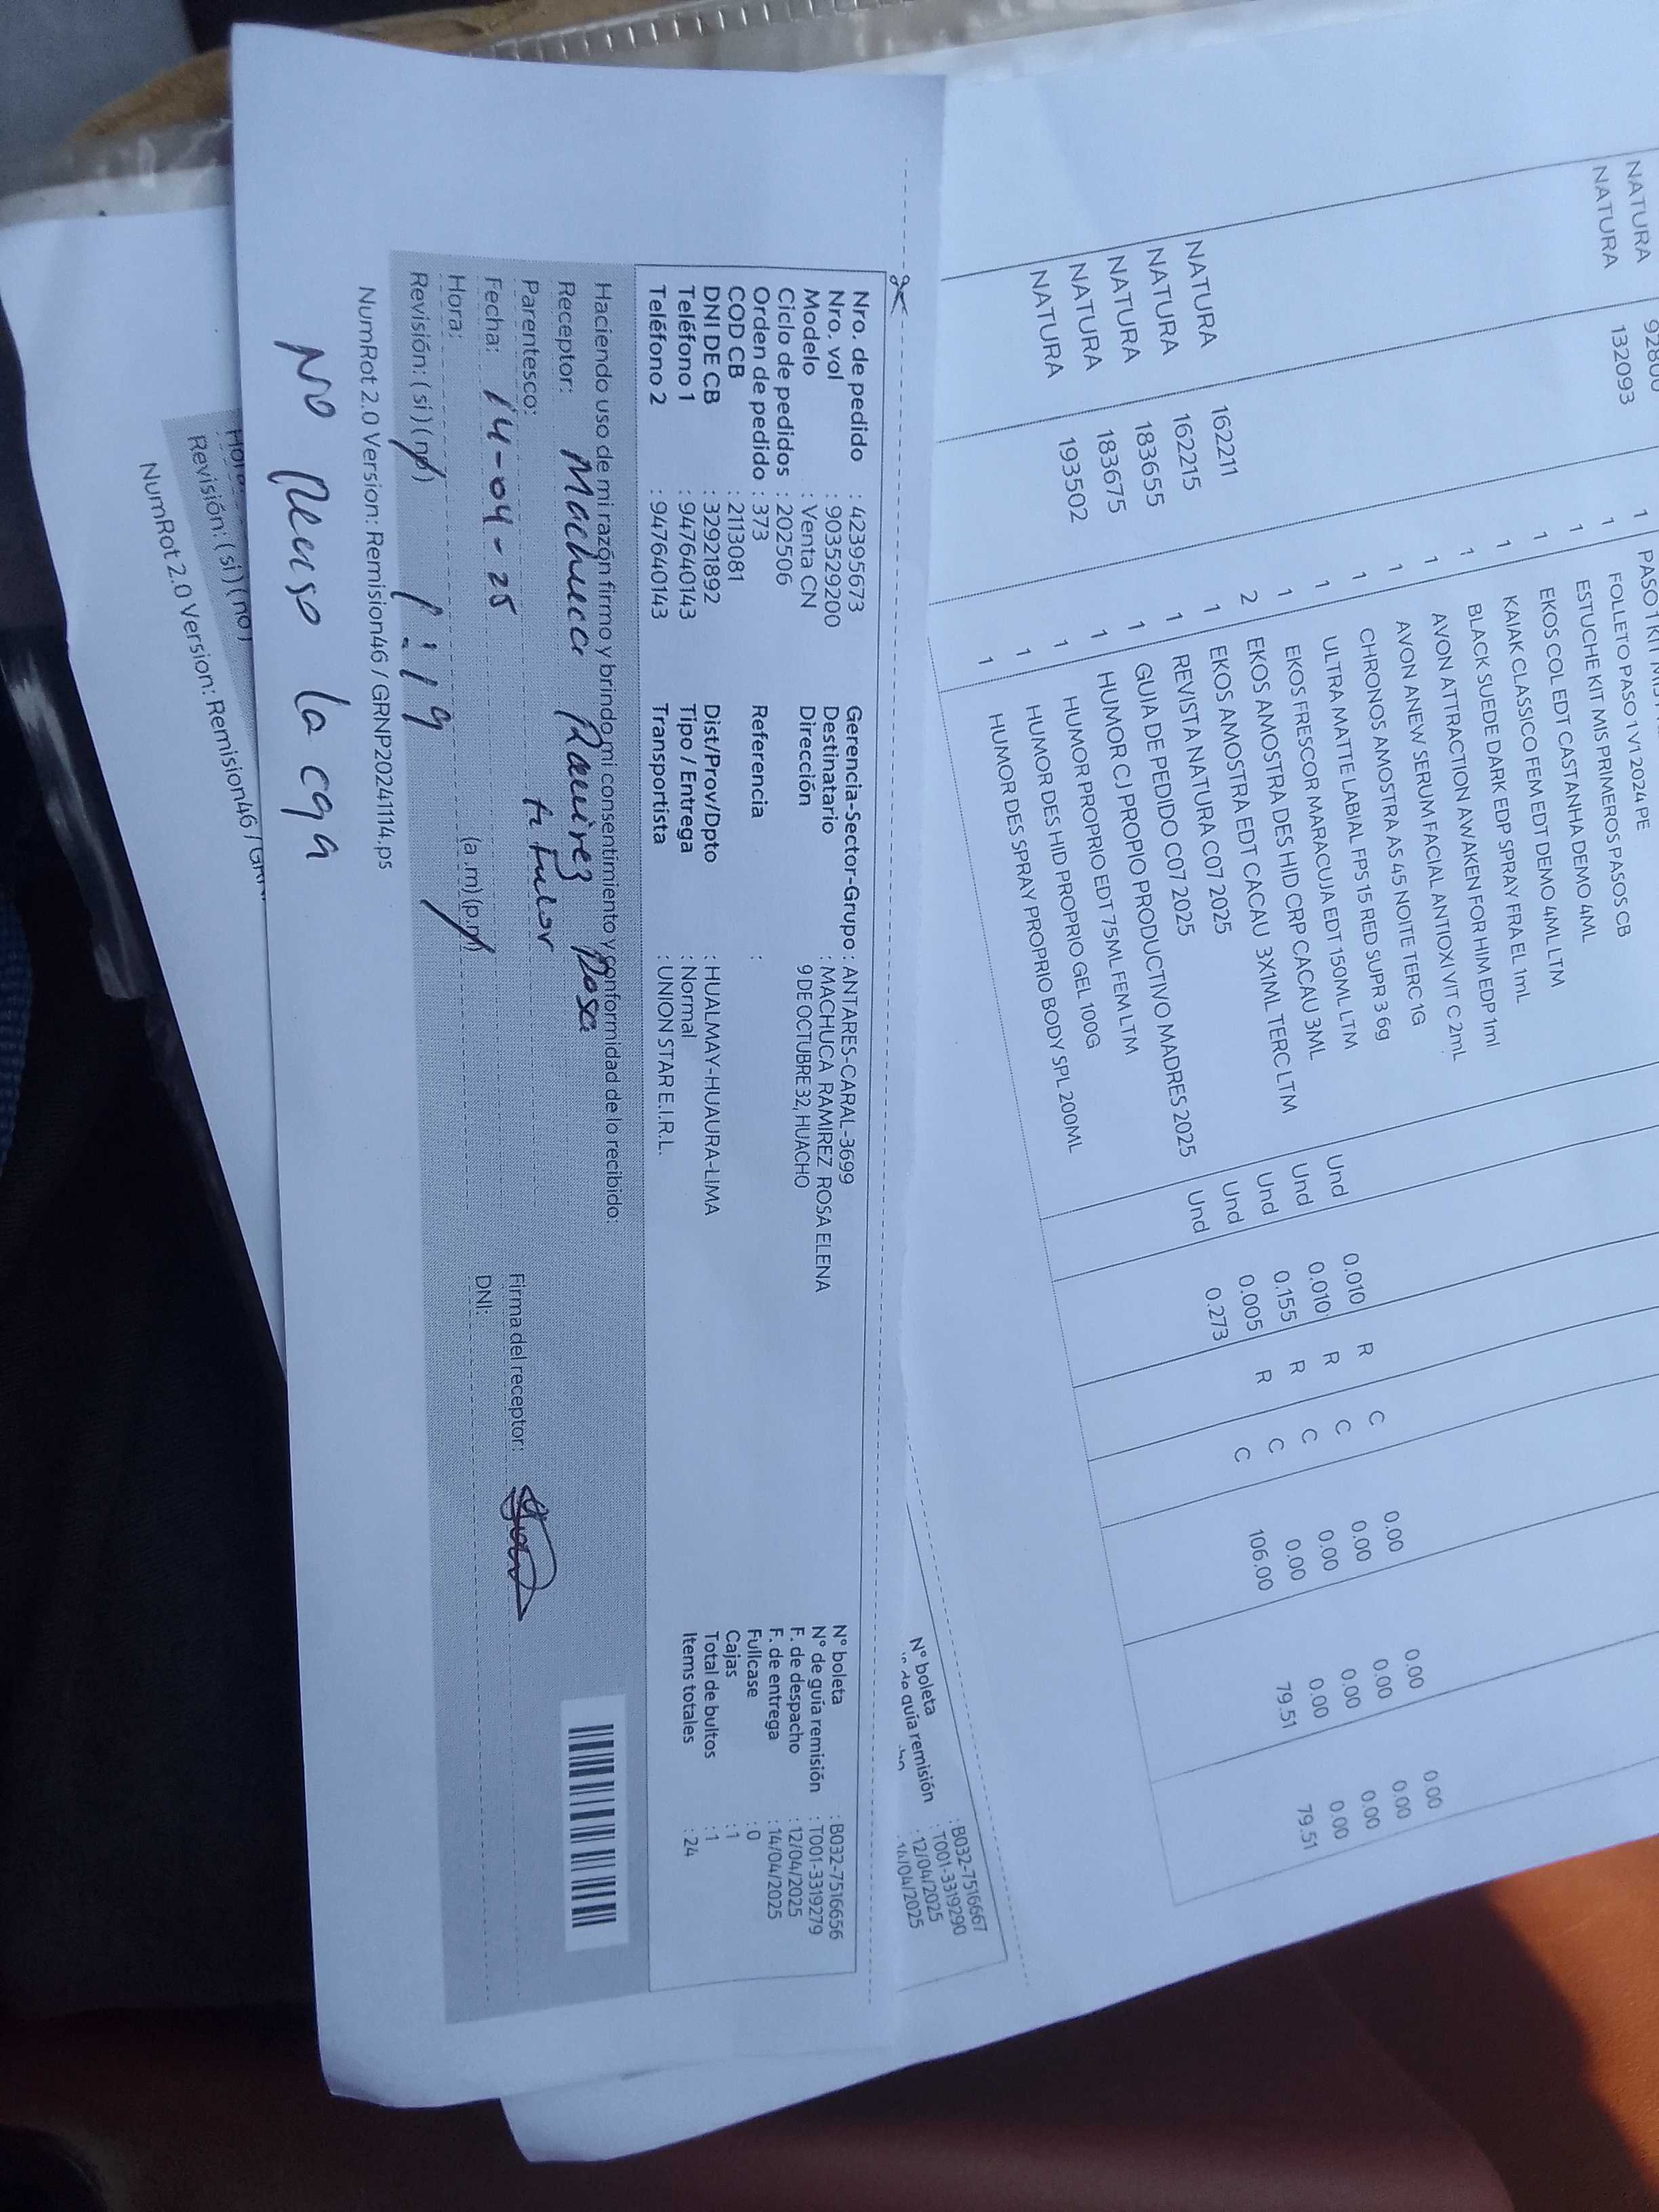 NATURA
NATURA 132093
NATURA 162211
NATURA 162215
NATURA 183655
NATURA 183675
NATURA 193502
1 FOLLETO PASO 1 V1 2024 PE
1 ESTUCHE KIT MIS PRIMEROS PASOS CB
1 EKOS COL EDT CASTANHA DEMO 4ML
1 KAIAK CLASSICO FEM EDT DEMO 4ML LTM
1 BLACK SUEDE DARK EDP SPRAY FRA EL 1mL
1 AVON ATTRACTION AWAKEN FOR HIM EDP 1ml
1 AVON ANEW SERUM FACIAL ANTIOXI VIT C 2mL
1 CHRONOS AMOSTRA AS 45 NOITE TERC 1G
1 ULTRA MATTE LABIAL FPS 15 RED SUPR 3 6g
1 EKOS FRESCOR MARACUJA EDT 150ML LTM
2 EKOS AMOSTRA DES HID CRP CACAU 3ML
1 EKOS AMOSTRA EDT CACAU 3X1ML TERC LTM
1 REVISTA NATURA C07 2025
1 GUIA DE PEDIDO C07 2025
1 HUMOR CJ PROPIO PRODUCTIVO MADRES 2025
1 HUMOR PROPRIO EDT 75ML FEM LTM
1 HUMOR DES HID PROPRIO GEL 100G
1 HUMOR DES SPRAY PROPRIO BODY SPL 200ML
Und 0.010 R C 0.00 0.00 0.00
Und 0.010 R C 0.00 0.00 0.00
Und 0.155 R C 0.00 0.00 0.00
Und 0.005 R C 0.00 0.00 0.00
Und 0.273 C 106.00 79.51 79.51
N° boleta : B032-7516667
de guía remisión : T001-3319290
: 12/04/2025
14/04/2025
Nro. de pedido : 42395673 Gerencia-Sector-Grupo : ANTARES-CARAL-3699 N° boleta : B032-7516656
Nro. vol : 903529200 Destinatario : MACHUCA RAMIREZ ROSA ELENA N° de guía remisión : T001-3319279
Modelo : Venta CN Dirección 9 DE OCTUBRE 32, HUACHO F. de despacho : 12/04/2025
Ciclo de pedidos : 202506 F. de entrega : 14/04/2025
Orden de pedido : 373 Referencia : Fullcase : 0
COD CB : 2113081 Cajas : 1
DNI DE CB : 32921892 Dist/Prov/Dpto : HUALMAY-HUAURA-LIMA Total de bultos : 1
Teléfono 1 : 947640143 Tipo / Entrega : Normal Items totales : 24
Teléfono 2 : 947640143 Transportista : UNION STAR E.I.R.L.
Haciendo uso de mi razón firmo y brindo mi consentimiento y conformidad de lo recibido:
Receptor: Machuca Ramirez Rosa
Parentesco: titular Firma del receptor:
Fecha: 14-04-25 DNI:
Hora: 1:19 (a.m) (p.m)
Revisión: ( si ) ( no )
NumRot 2.0 Version: Remision46 / GRNP20241114.ps
No Reviso la caja
Hora:
Revisión: ( si ) ( no )
NumRot 2.0 Version: Remision46 /